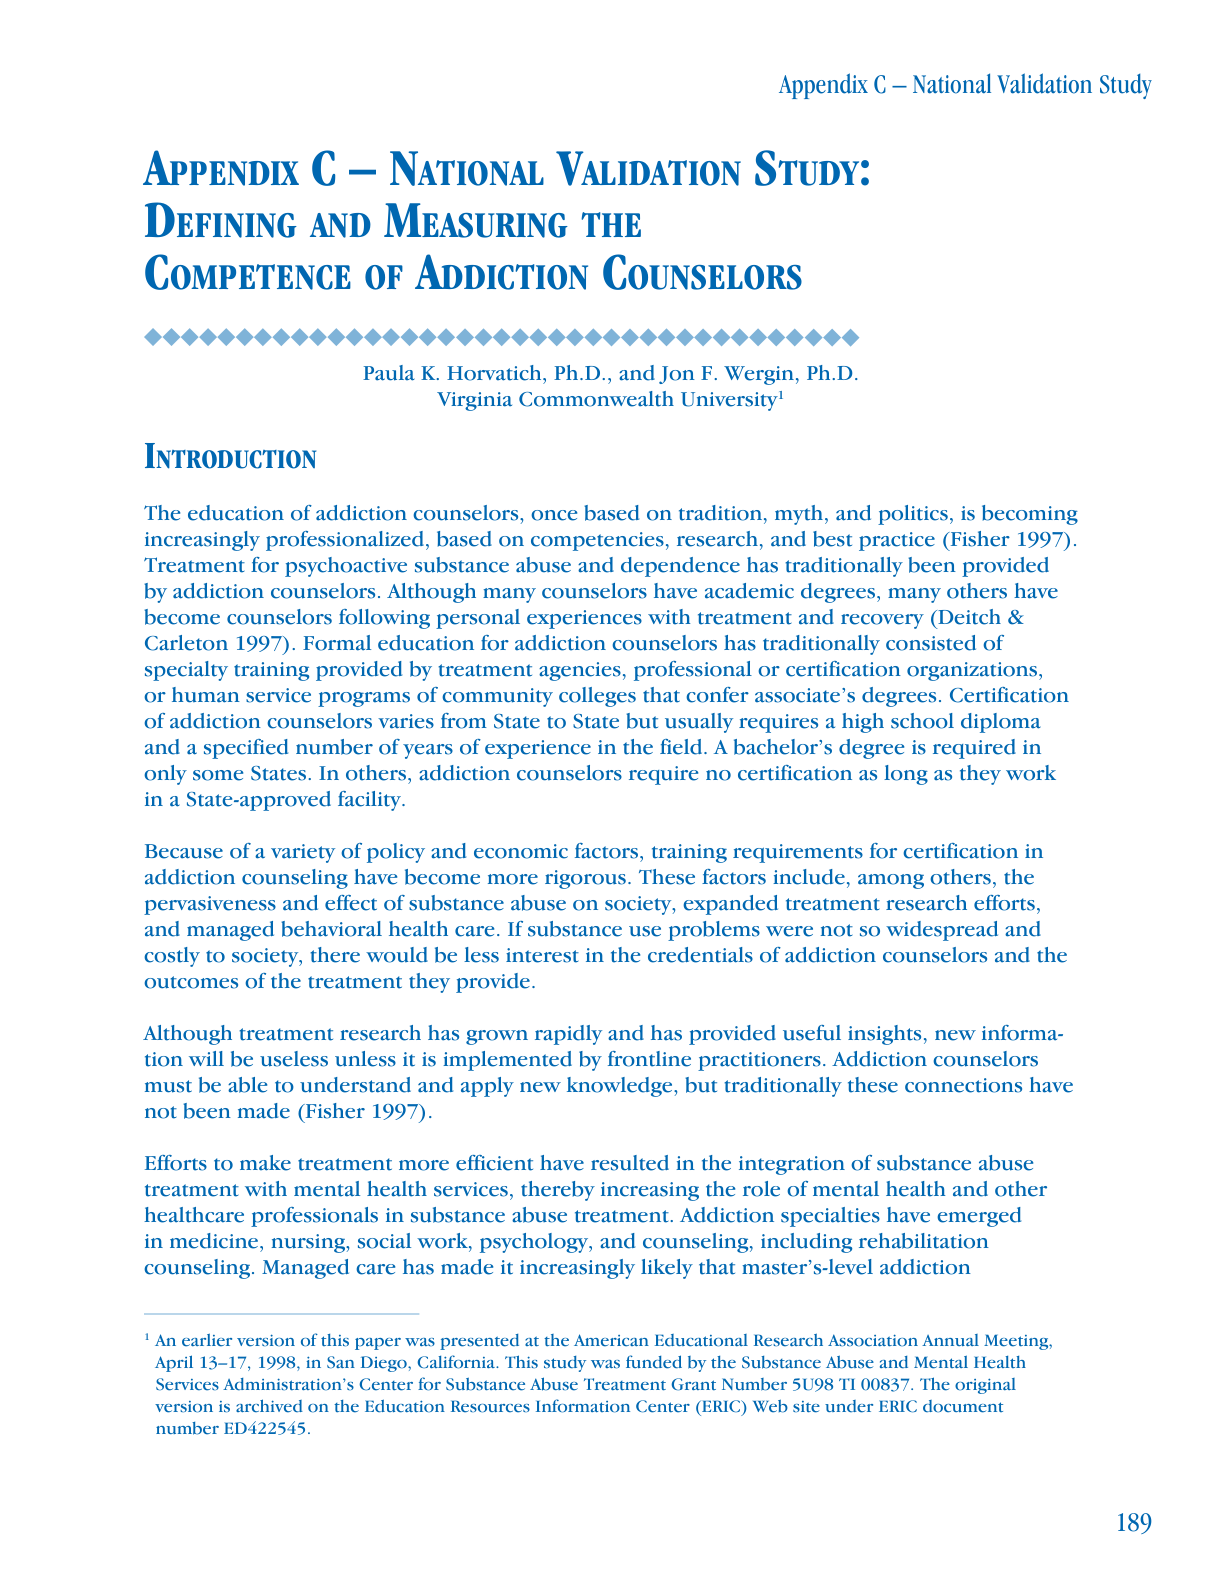 Appendix C – National Validation Study
Appendix C – National Validation Study:
Defining and Measuring the
Competence of Addiction Counselors
Paula K. Horvatich, Ph.D., and Jon F. Wergin, Ph.D.
Virginia Commonwealth University1
Introduction
The education of addiction counselors, once based on tradition, myth, and politics, is becoming
increasingly professionalized, based on competencies, research, and best practice (Fisher 1997).
Treatment for psychoactive substance abuse and dependence has traditionally been provided
by addiction counselors. Although many counselors have academic degrees, many others have
become counselors following personal experiences with treatment and recovery (Deitch &
Carleton 1997). Formal education for addiction counselors has traditionally consisted of
specialty training provided by treatment agencies, professional or certification organizations,
or human service programs of community colleges that confer associate's degrees. Certification
of addiction counselors varies from State to State but usually requires a high school diploma
and a specified number of years of experience in the field. A bachelor's degree is required in
only some States. In others, addiction counselors require no certification as long as they work
in a State-approved facility.
Because of a variety of policy and economic factors, training requirements for certification in
addiction counseling have become more rigorous. These factors include, among others, the
pervasiveness and effect of substance abuse on society, expanded treatment research efforts,
and managed behavioral health care. If substance use problems were not so widespread and
costly to society, there would be less interest in the credentials of addiction counselors and the
outcomes of the treatment they provide.
Although treatment research has grown rapidly and has provided useful insights, new informa-
tion will be useless unless it is implemented by frontline practitioners. Addiction counselors
must be able to understand and apply new knowledge, but traditionally these connections have
not been made (Fisher 1997).
Efforts to make treatment more efficient have resulted in the integration of substance abuse
treatment with mental health services, thereby increasing the role of mental health and other
healthcare professionals in substance abuse treatment. Addiction specialties have emerged
in medicine, nursing, social work, psychology, and counseling, including rehabilitation
counseling. Managed care has made it increasingly likely that master's-level addiction
1 An earlier version of this paper was presented at the American Educational Research Association Annual Meeting,
April 13–17, 1998, in San Diego, California. This study was funded by the Substance Abuse and Mental Health
Services Administration's Center for Substance Abuse Treatment Grant Number 5U98 TI 00837. The original
version is archived on the Education Resources Information Center (ERIC) Web site under ERIC document
number ED422545.
189